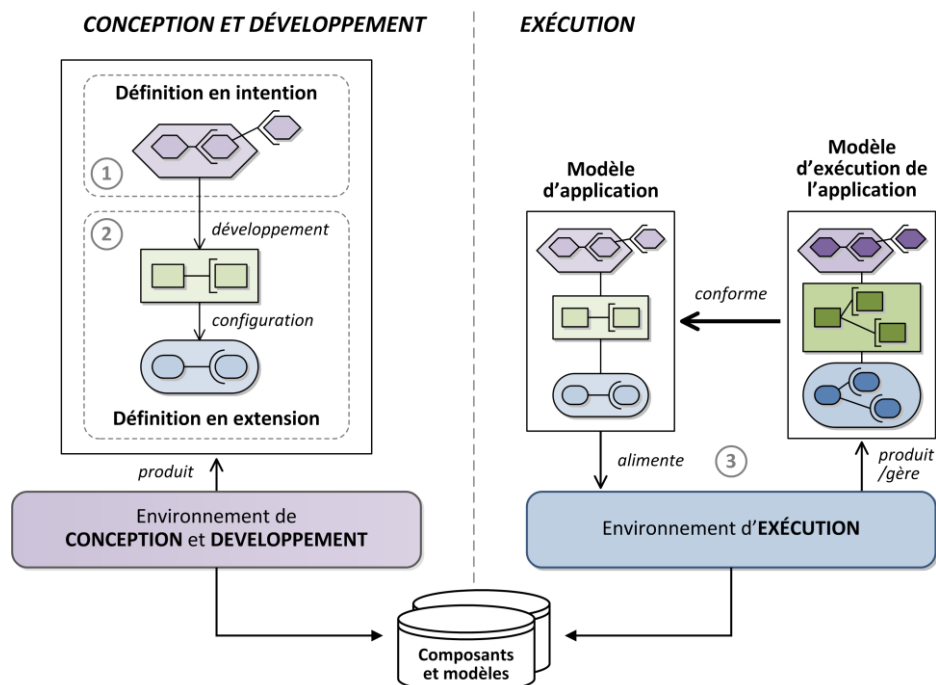 CONCEPTION ET DÉVELOPPEMENT
EXÉCUTION
Définition en intention
1
2
développement
configuration
Définition en extension
produit
Environnement de
CONCEPTION et DEVELOPPEMENT
Modèle
d'application
Modèle
d'exécution de
l'application
conforme
alimente
3
produit
/gère
Environnement d'EXÉCUTION
Composants
et modèles